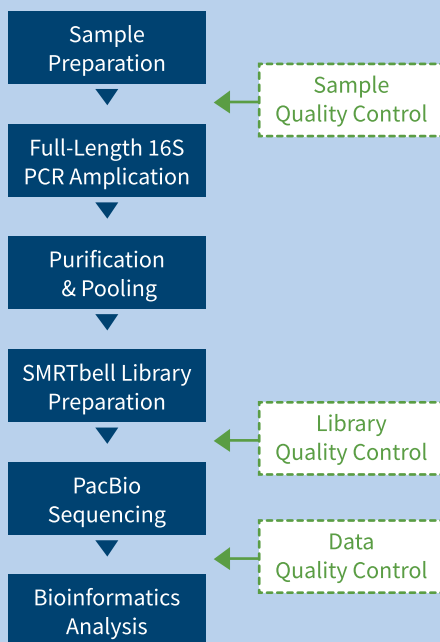 Sample
Preparation
Sample
Quality Control
Full-Length 16S
PCR Amplication
Purification
& Pooling
SMRTbell Library
Preparation
Library
Quality Control
PacBio
Sequencing
Data
Quality Control
Bioinformatics
Analysis